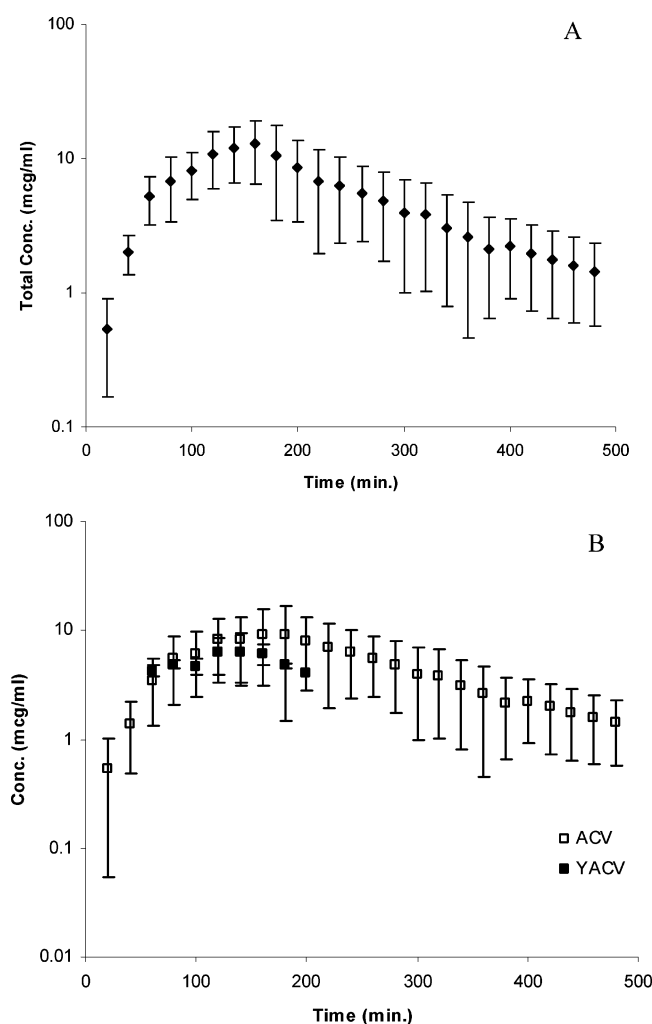 A
100
10
1
0.1
Total Conc. (mcg/ml)
0 100 200 300 400 500
Time (min.)
B
100
10
1
0.1
0.01
Conc. (mcg/ml)
ACV
YACV
0 100 200 300 400 500
Time (min.)